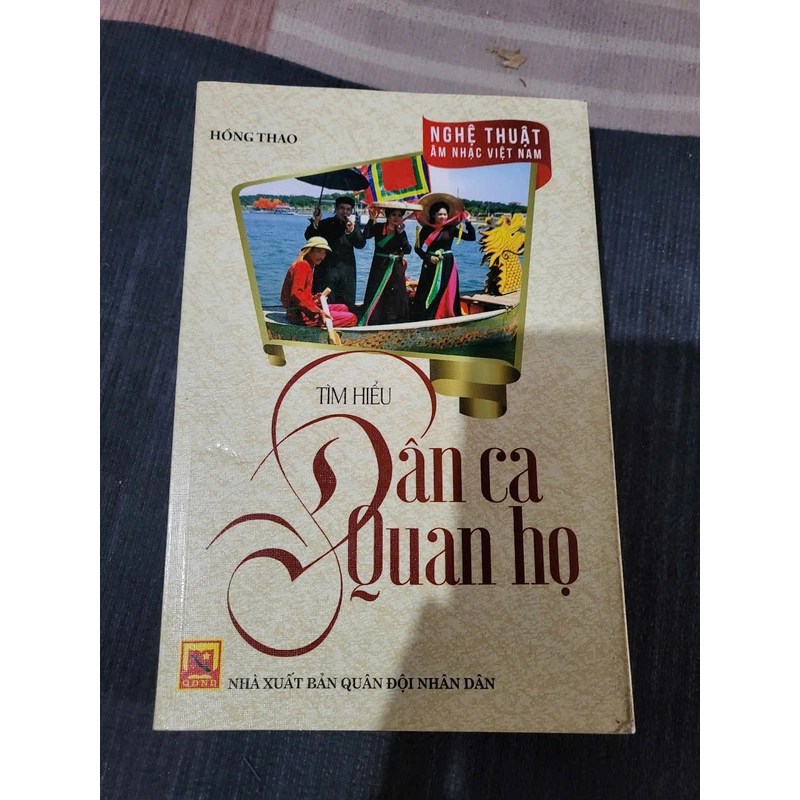 HỒNG THAO
NGHỆ THUẬT
ÂM NHẠC VIỆT NAM
TÌM HIỂU
Dân ca
Quan họ
QĐND
NHÀ XUẤT BẢN QUÂN ĐỘI NHÂN DÂN